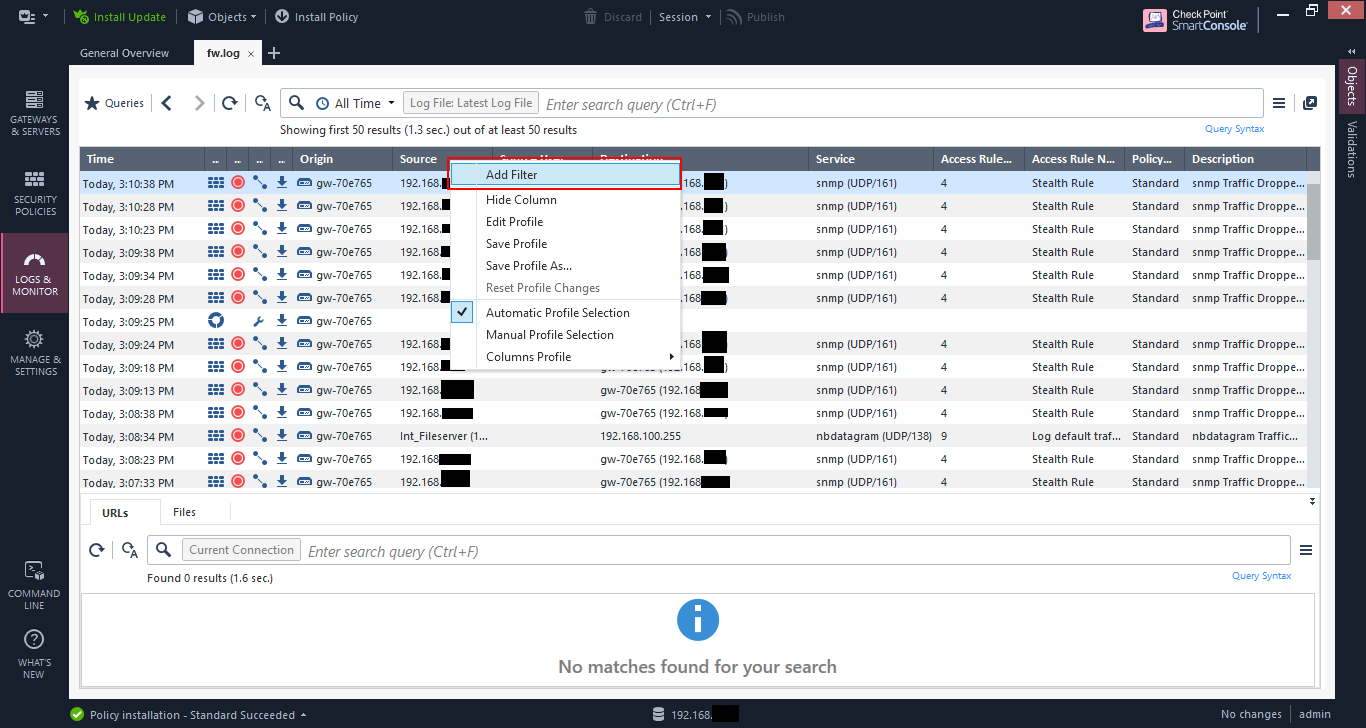 Install Update Objects Install Policy Discard Session Publish Check Point SmartConsole
General Overview fw.log
Queries All Time Log File: Latest Log File Enter search query (Ctrl+F)
Showing first 50 results (1.3 sec.) out of at least 50 results Query Syntax
GATEWAYS & SERVERS
SECURITY POLICIES
LOGS & MONITOR
MANAGE & SETTINGS
COMMAND LINE
WHAT'S NEW
Objects
Validations
Time .. .. .. .. Origin Source Service Access Rule... Access Rule N... Policy... Description
Today, 3:10:38 PM gw-70e765 192.168. .168. ) snmp (UDP/161) 4 Stealth Rule Standard snmp Traffic Droppe...
Today, 3:10:28 PM gw-70e765 192.168. .168. ) snmp (UDP/161) 4 Stealth Rule Standard snmp Traffic Droppe...
Today, 3:10:23 PM gw-70e765 192.168. .168. ) snmp (UDP/161) 4 Stealth Rule Standard snmp Traffic Droppe...
Today, 3:09:38 PM gw-70e765 192.168. .168. snmp (UDP/161) 4 Stealth Rule Standard snmp Traffic Droppe...
Today, 3:09:34 PM gw-70e765 192.168. .168. snmp (UDP/161) 4 Stealth Rule Standard snmp Traffic Droppe...
Today, 3:09:28 PM gw-70e765 192.168. .168. ) snmp (UDP/161) 4 Stealth Rule Standard snmp Traffic Droppe...
Today, 3:09:25 PM gw-70e765
Today, 3:09:24 PM gw-70e765 192.168. .168. snmp (UDP/161) 4 Stealth Rule Standard snmp Traffic Droppe...
Today, 3:09:18 PM gw-70e765 192.168. gw-70e765 (192.168. ) snmp (UDP/161) 4 Stealth Rule Standard snmp Traffic Droppe...
Today, 3:09:13 PM gw-70e765 192.168. gw-70e765 (192.168. snmp (UDP/161) 4 Stealth Rule Standard snmp Traffic Droppe...
Today, 3:08:38 PM gw-70e765 192.168. gw-70e765 (192.168. snmp (UDP/161) 4 Stealth Rule Standard snmp Traffic Droppe...
Today, 3:08:34 PM gw-70e765 Int_Fileserver (1... 192.168.100.255 nbdatagram (UDP/138) 9 Log default traf... Standard nbdatagram Traffic...
Today, 3:08:23 PM gw-70e765 192.168 gw-70e765 (192.168. ) snmp (UDP/161) 4 Stealth Rule Standard snmp Traffic Droppe...
Today, 3:07:33 PM gw-70e765 192.168. gw-70e765 (192.168 snmp (UDP/161) 4 Stealth Rule Standard snmp Traffic Droppe...
Add Filter
Hide Column
Edit Profile
Save Profile
Save Profile As...
Reset Profile Changes
Automatic Profile Selection
Manual Profile Selection
Columns Profile
URLs Files
Current Connection Enter search query (Ctrl+F)
Found 0 results (1.6 sec.) Query Syntax
No matches found for your search
Policy installation - Standard Succeeded 192.168. No changes admin